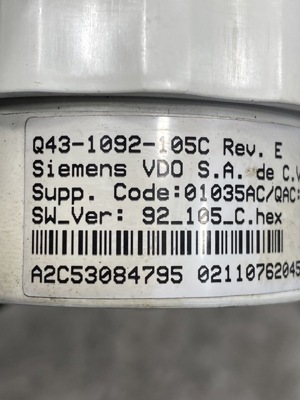 Q43-1092-105C Rev. E
Siemens VDO S.A. de C.V
Supp. Code:01035AC/QAC:
SW_Ver: 92_105_C.hex
A2C53084795 02110762045